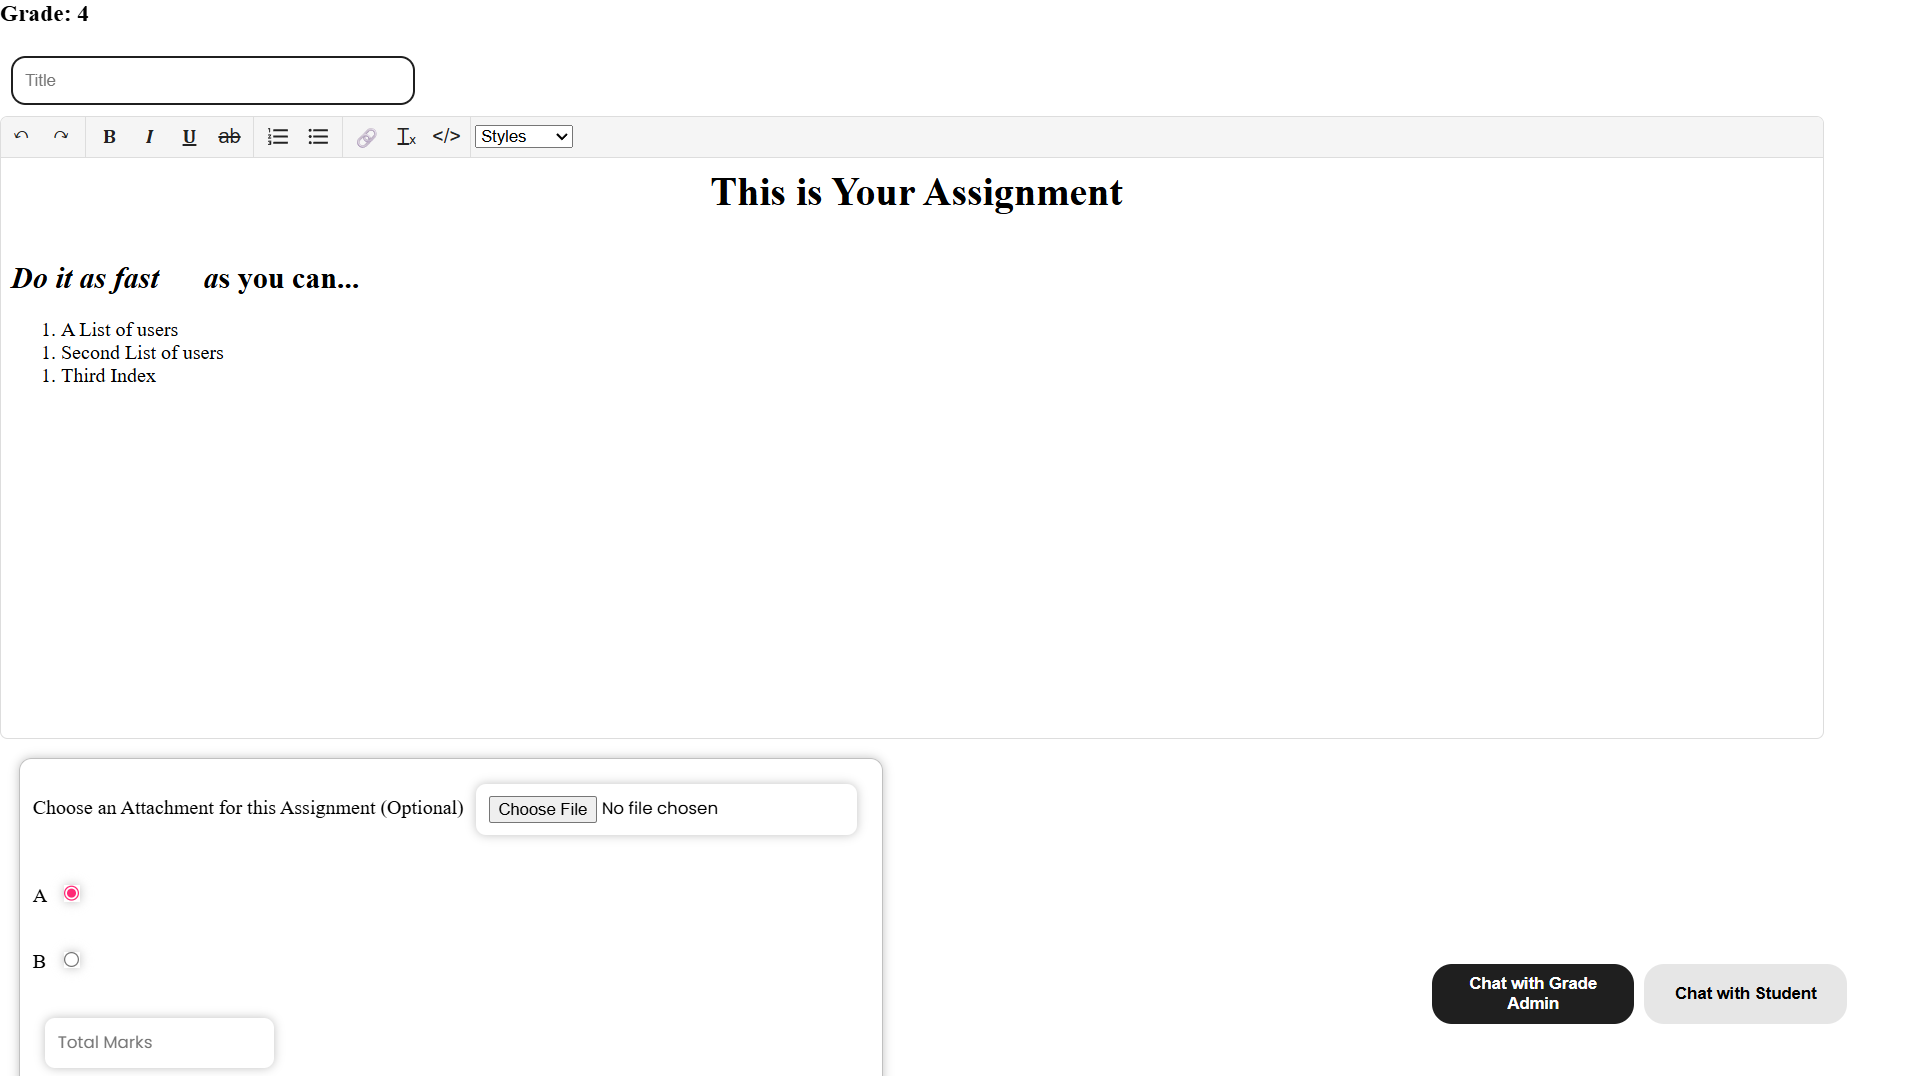 Grade: 4
Title
B I U ab Ix </> Styles
This is Your Assignment
Do it as fast as you can...
1. A List of users
1. Second List of users
1. Third Index
Choose an Attachment for this Assignment (Optional) Choose File No file chosen
A
B
Chat with Grade
Admin
Chat with Student
Total Marks